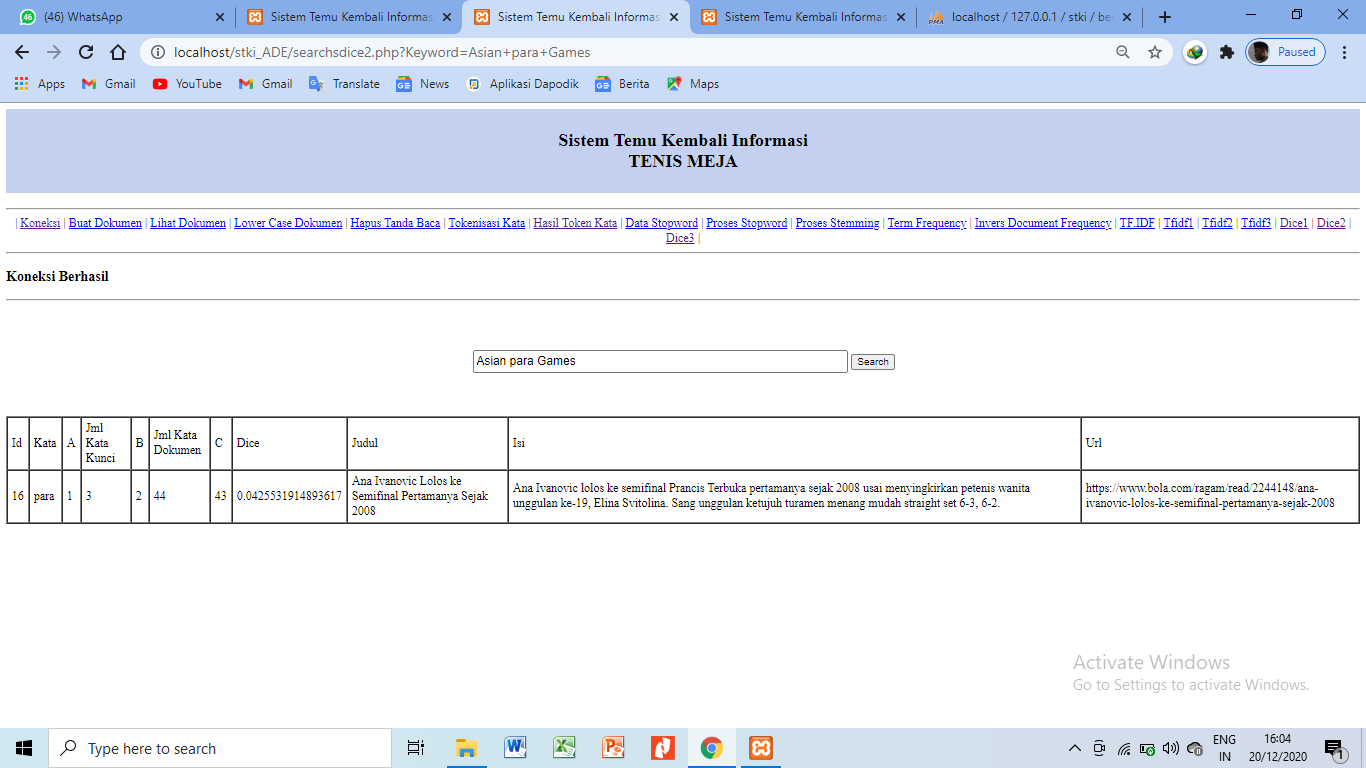 (46) WhatsApp
Sistem Temu Kembali Informas
Sistem Temu Kembali Informas
Sistem Temu Kembali Informas
localhost / 127.0.0.1 / stki / be
localhost/stki_ADE/searchsdice2.php?Keyword=Asian+para+Games
Paused
Apps
Gmail
YouTube
Gmail
Translate
News
Aplikasi Dapodik
Berita
Maps
Sistem Temu Kembali Informasi
TENIS MEJA
| Koneksi | Buat Dokumen | Lihat Dokumen | Lower Case Dokumen | Hapus Tanda Baca | Tokenisasi Kata | Hasil Token Kata | Data Stopword | Proses Stopword | Proses Stemming | Term Frequency | Invers Document Frequency | TF.IDF | Tfidf1 | Tfidf2 | Tfidf3 | Dice1 | Dice2 |
Dice3 |
Koneksi Berhasil
Asian para Games
Search
Id
Kata
A
Jml
Kata
Kunci
B
Jml Kata
Dokumen
C
Dice
Judul
Isi
Url
16
para
1
3
2
44
43
0.0425531914893617
Ana Ivanovic Lolos ke
Semifinal Pertamanya Sejak
2008
Ana Ivanovic lolos ke semifinal Prancis Terbuka pertamanya sejak 2008 usai menyingkirkan petenis wanita
unggulan ke-19, Elina Svitolina. Sang unggulan ketujuh turamen menang mudah straight set 6-3, 6-2.
https://www.bola.com/ragam/read/2244148/ana-
ivanovic-lolos-ke-semifinal-pertamanya-sejak-2008
Activate Windows
Go to Settings to activate Windows.
Type here to search
ENG
IN
16:04
20/12/2020
1